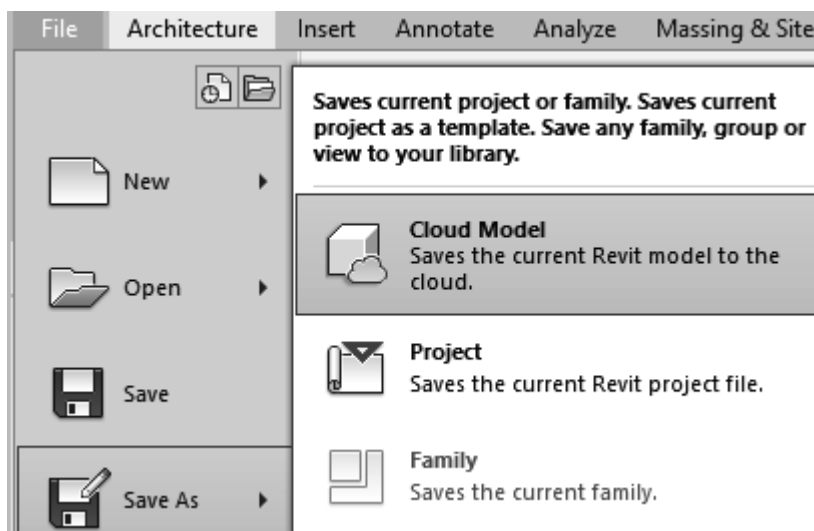 File Architecture Insert Annotate Analyze Massing & Site
Saves current project or family. Saves current
project as a template. Save any family, group or
view to your library.
New
Cloud Model
Saves the current Revit model to the
cloud.
Open
Project
Saves the current Revit project file.
Save
Family
Saves the current family.
Save As